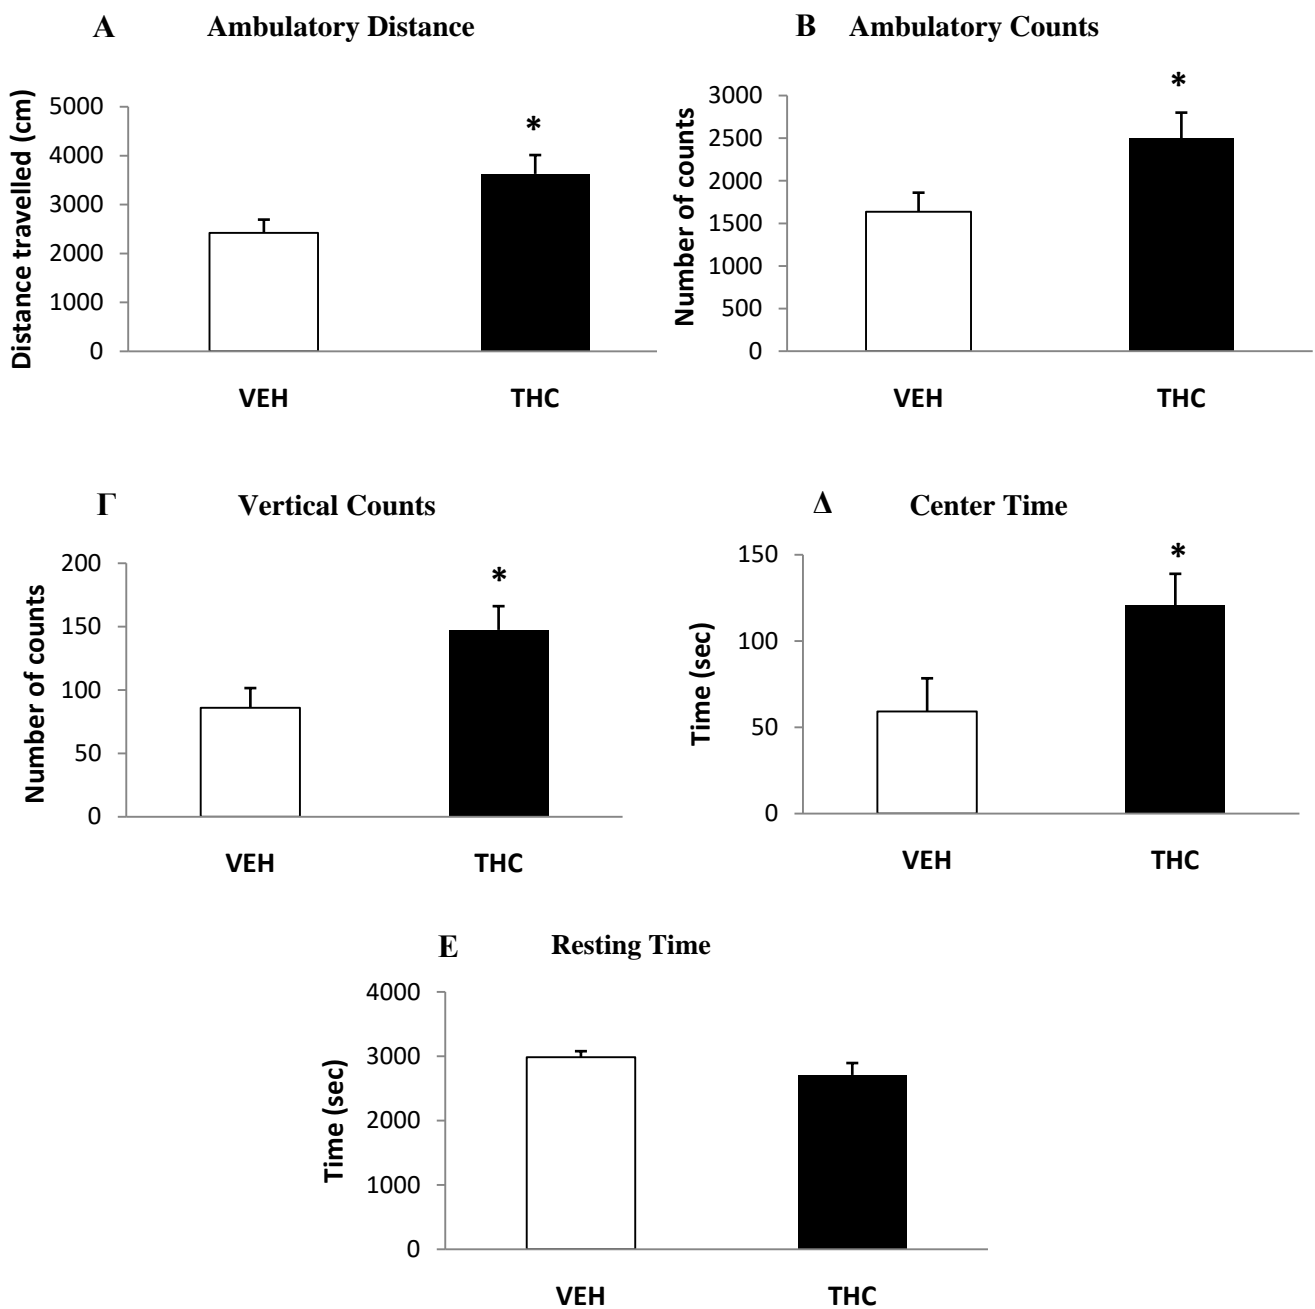 A Ambulatory Distance
Distance travelled (cm)
5000
4000
3000
2000
1000
0
*
VEH THC
B Ambulatory Counts
Number of counts
3000
2500
2000
1500
1000
500
0
*
VEH THC
Γ Vertical Counts
Number of counts
200
150
100
50
0
*
VEH THC
Δ Center Time
Time (sec)
150
100
50
0
*
VEH THC
E Resting Time
Time (sec)
4000
3000
2000
1000
0
VEH THC